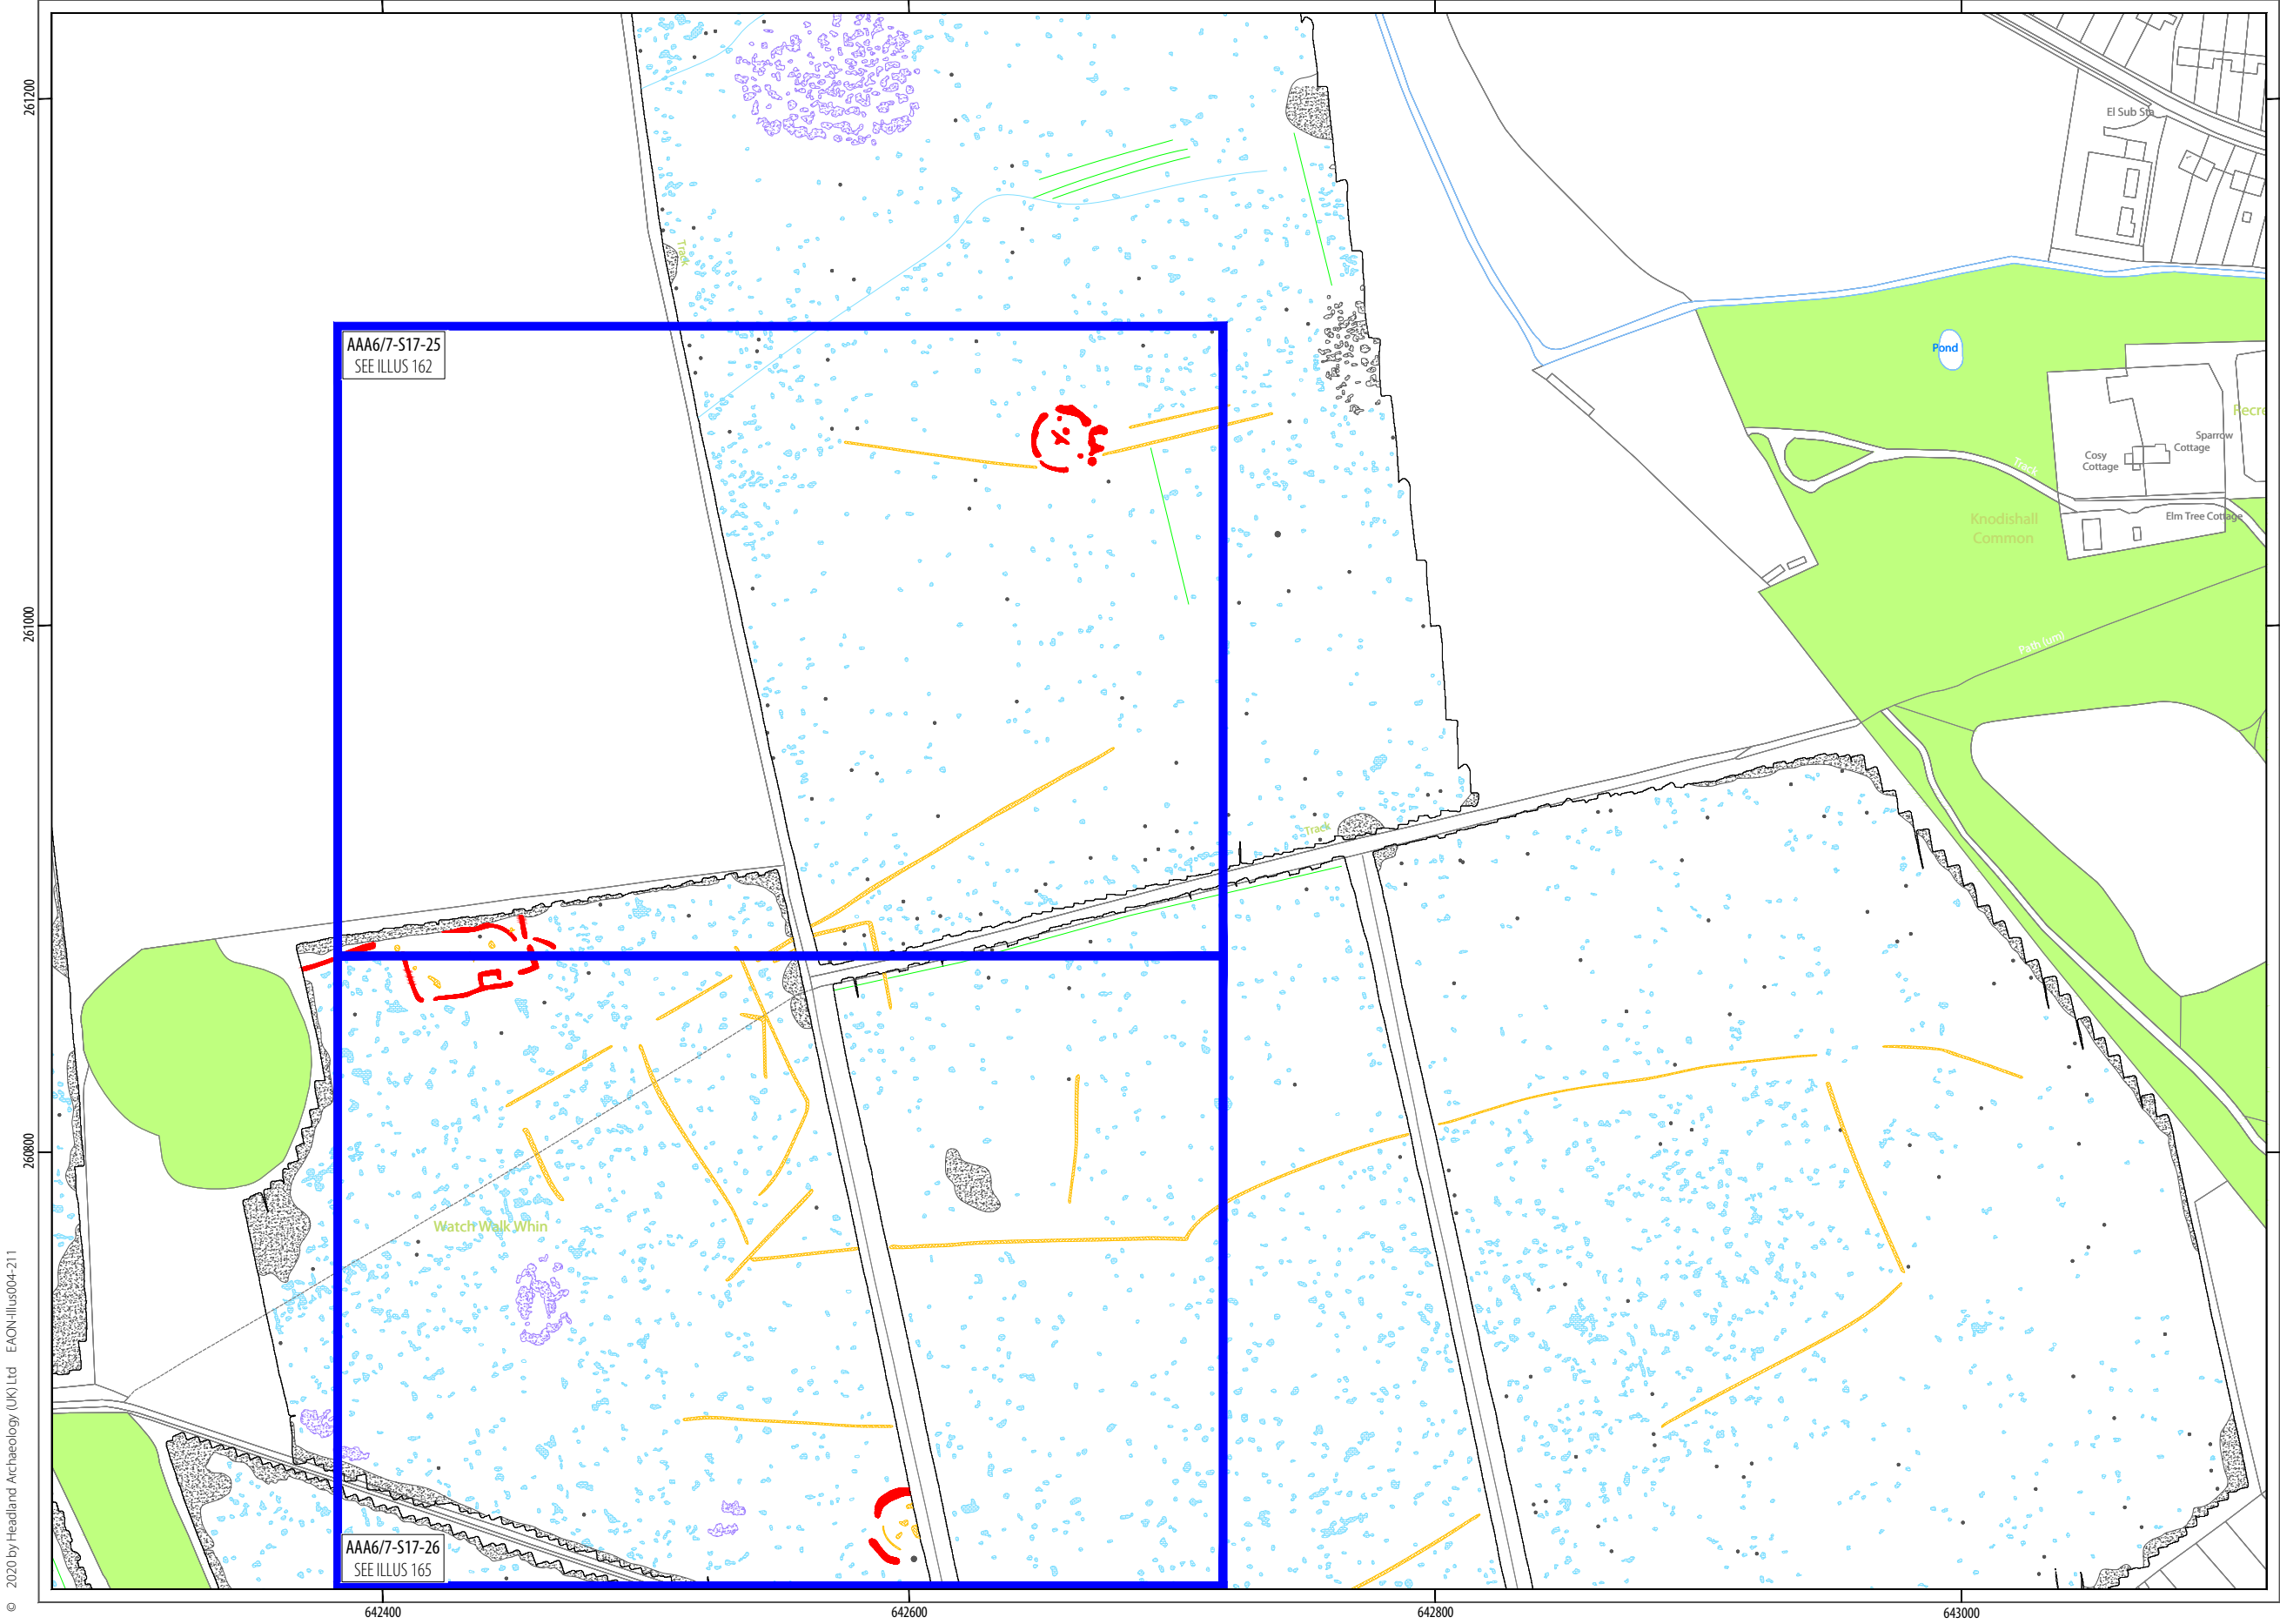 261200
261000
260800
El Sub Sta
Track
AAA6/7-S17-25
SEE ILLUS 162
Pond
Recre
Sparrow
Cottage
Cosy
Cottage
Track
Elm Tree Cottage
Knodishall
Common
Path (um)
Track
Watch Walk Whin
AAA6/7-S17-26
SEE ILLUS 165
642400
642600
642800
643000
© 2020 by Headland Archaeology (UK) Ltd EAON-Illus004-211